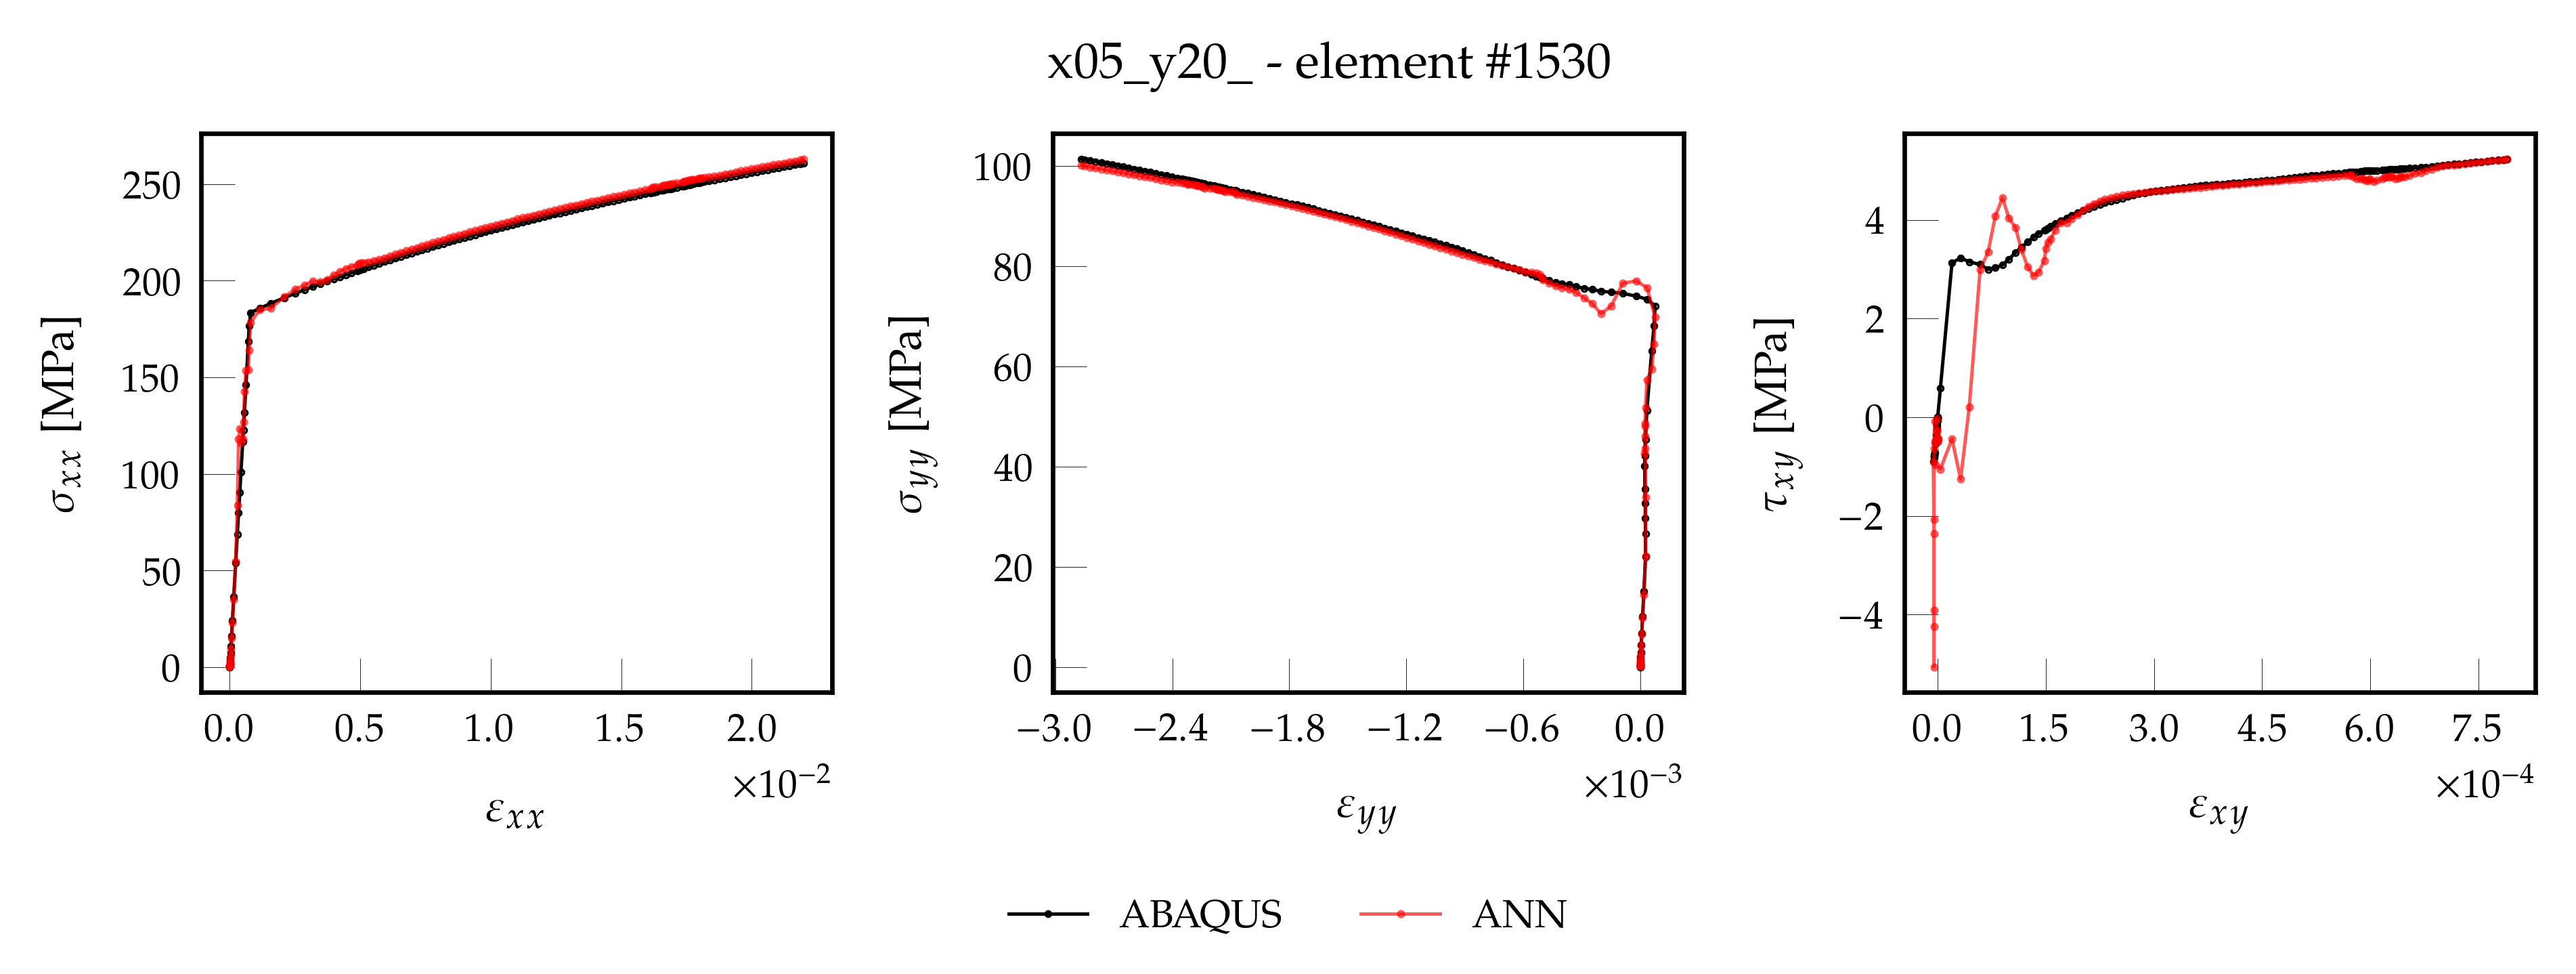 x05_y20_ - element #1530
σxx [MPa]
250
200
150
100
50
0
0.0 0.5 1.0 1.5 2.0
×10−2
εxx
σyy [MPa]
100
80
60
40
20
0
−3.0 −2.4 −1.8 −1.2 −0.6 0.0
×10−3
εyy
τxy [MPa]
4
2
0
−2
−4
0.0 1.5 3.0 4.5 6.0 7.5
×10−4
εxy
ABAQUS ANN